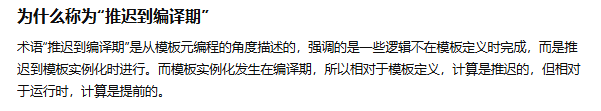 为什么称为“推迟到编译期”
术语“推迟到编译期”是从模板元编程的角度描述的，强调的是一些逻辑不在模板定义时完成，而是推
迟到模板实例化时进行。而模板实例化发生在编译期，所以相对于模板定义，计算是推迟的，但相对
于运行时，计算是提前的。